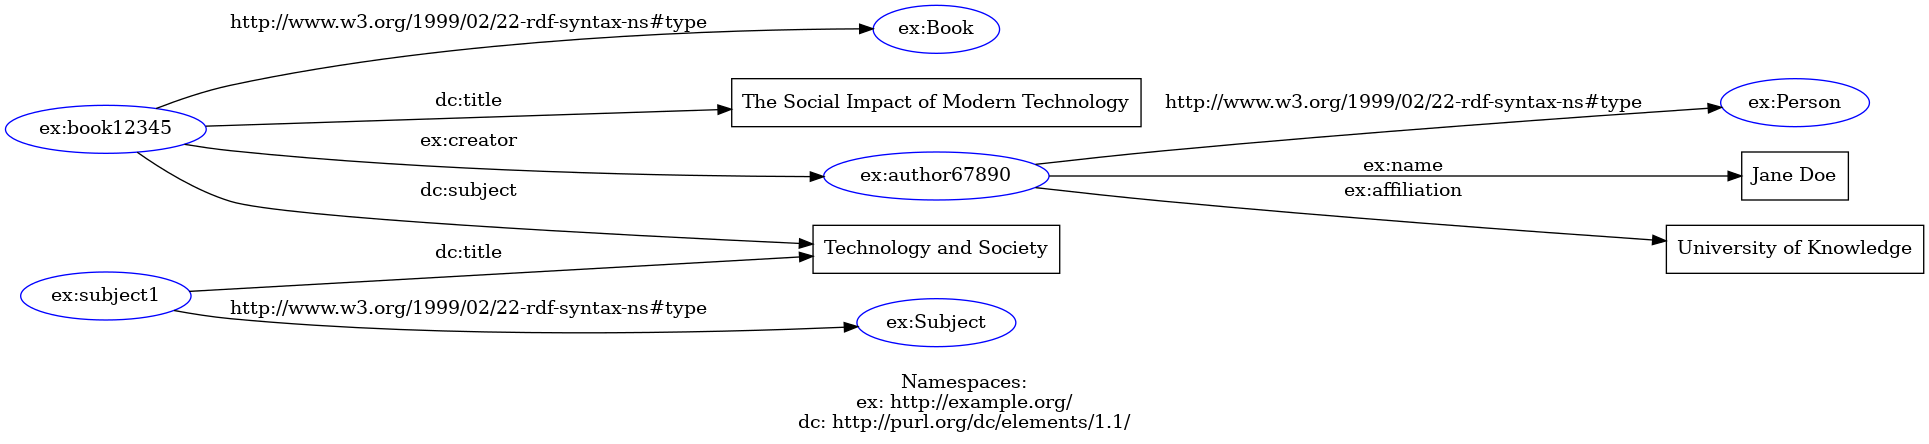 http://www.w3.org/1999/02/22-rdf-syntax-ns#type
ex:Book
ex:book12345
dc:title
The Social Impact of Modern Technology
ex:creator
ex:author67890
http://www.w3.org/1999/02/22-rdf-syntax-ns#type
ex:Person
ex:name
Jane Doe
ex:affiliation
University of Knowledge
dc:subject
Technology and Society
ex:subject1
dc:title
http://www.w3.org/1999/02/22-rdf-syntax-ns#type
ex:Subject
Namespaces:
ex: http://example.org/
dc: http://purl.org/dc/elements/1.1/